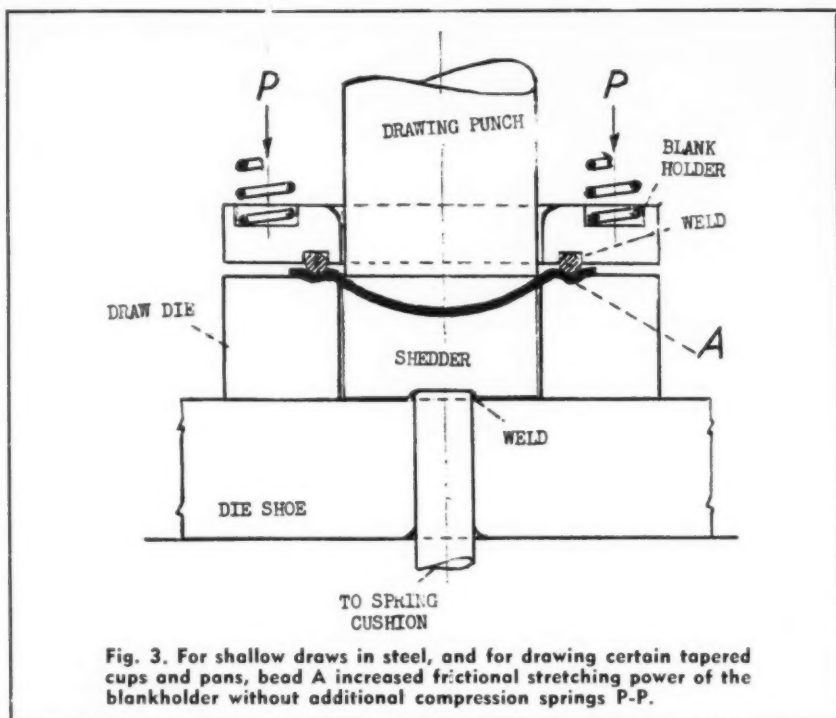 P
P
DRAWING PUNCH
BLANK
HOLDER
WELD
DRAW DIE
A
SHEDDER
WELD
DIE SHOE
TO SPRING
CUSHION
Fig. 3. For shallow draws in steel, and for drawing certain tapered
cups and pans, bead A increased frictional stretching power of the
blankholder without additional compression springs P-P.